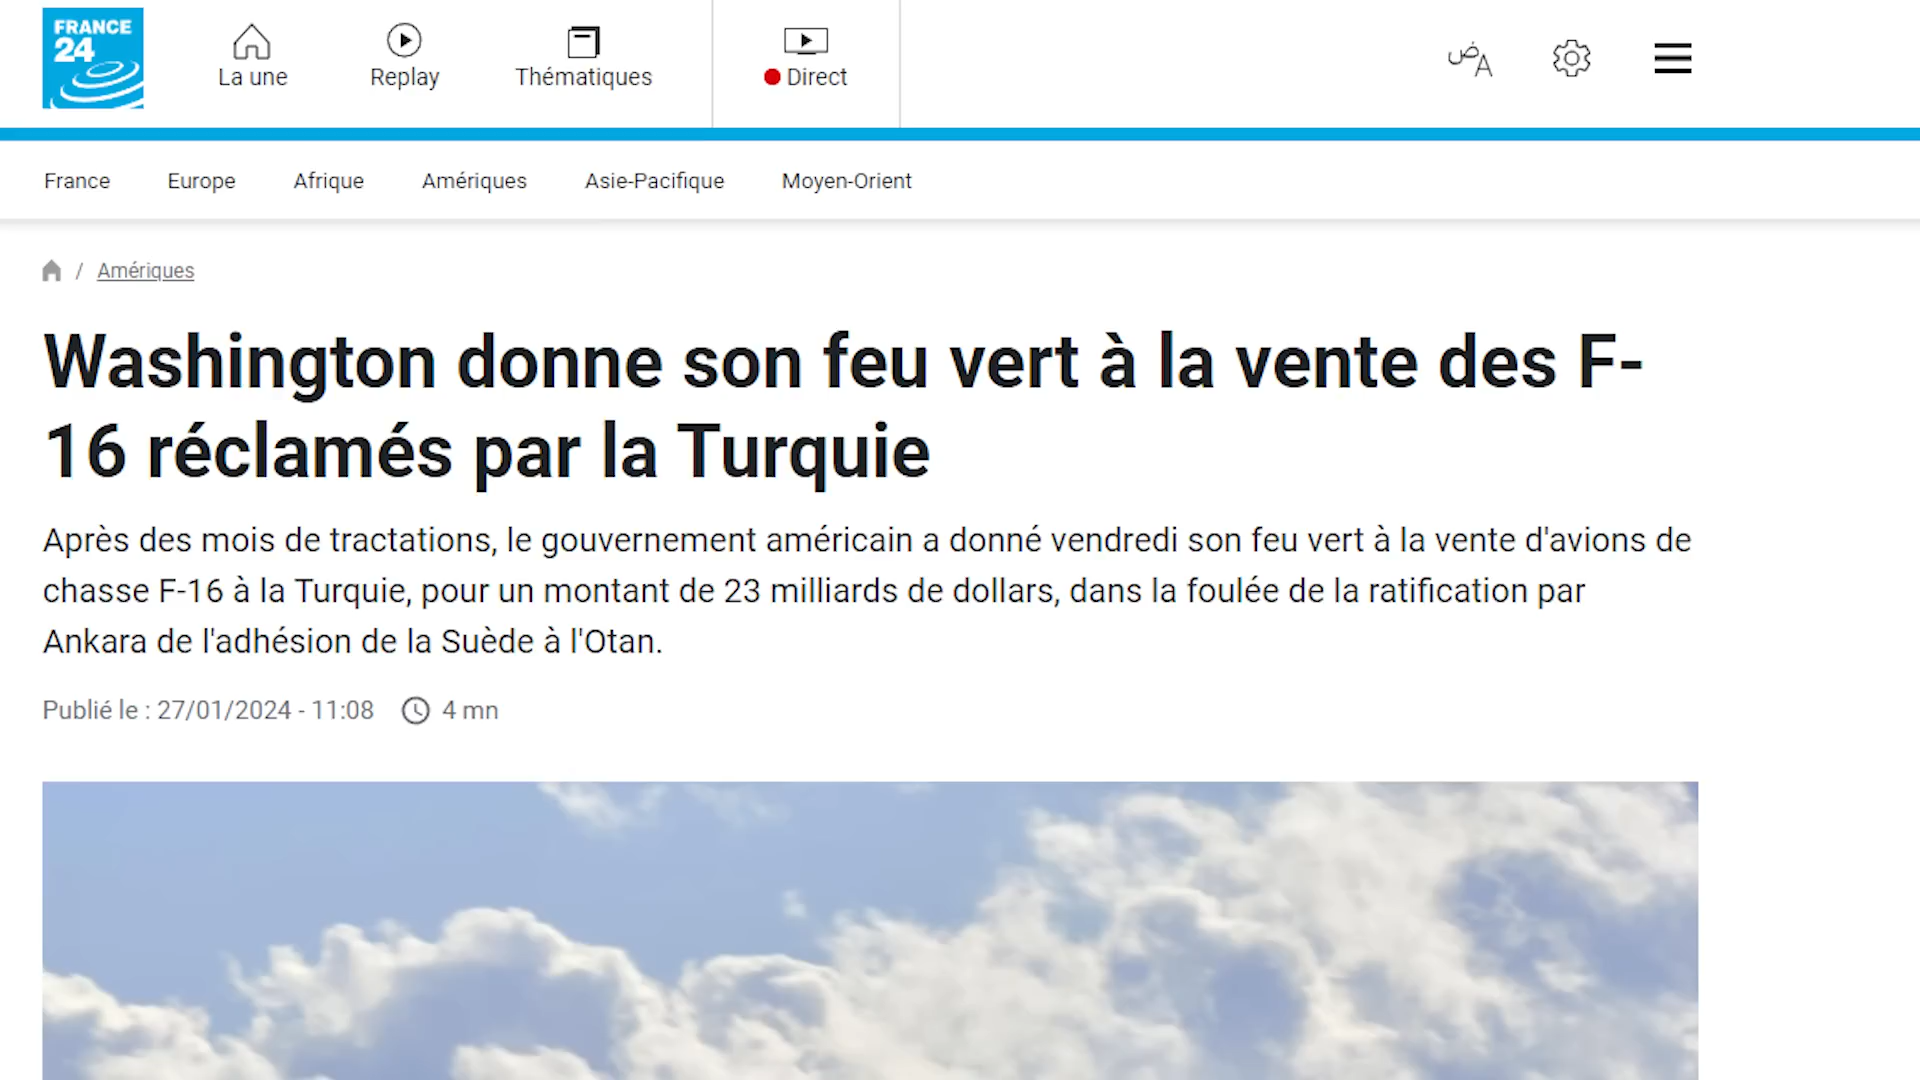 FRANCE
24
La une
Replay
Thématiques
Direct
ضA
France
Europe
Afrique
Amériques
Asie-Pacifique
Moyen-Orient
/ Amériques
Washington donne son feu vert à la vente des F-
16 réclamés par la Turquie
Après des mois de tractations, le gouvernement américain a donné vendredi son feu vert à la vente d'avions de
chasse F-16 à la Turquie, pour un montant de 23 milliards de dollars, dans la foulée de la ratification par
Ankara de l'adhésion de la Suède à l'Otan.
Publié le : 27/01/2024 - 11:08
4 mn